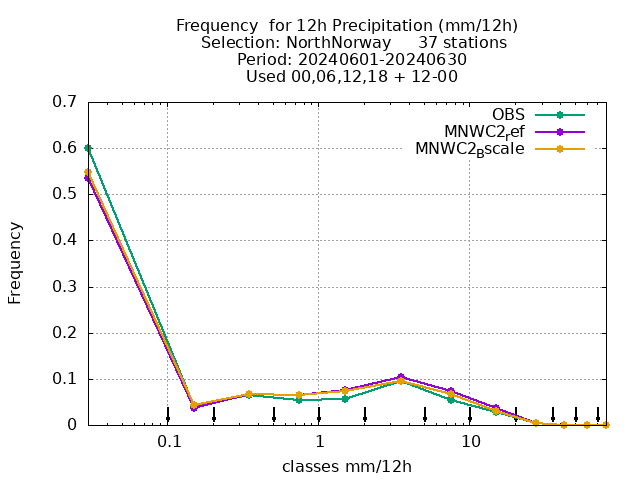 Frequency  for 12h Precipitation (mm/12h)
Selection: NorthNorway     37 stations
Period: 20240601-20240630
Used 00,06,12,18 + 12-00
OBS
MNWC2_ref
MNWC2_Bscale
Frequency
0.7
0.6
0.5
0.4
0.3
0.2
0.1
0
0.1
1
10
classes mm/12h